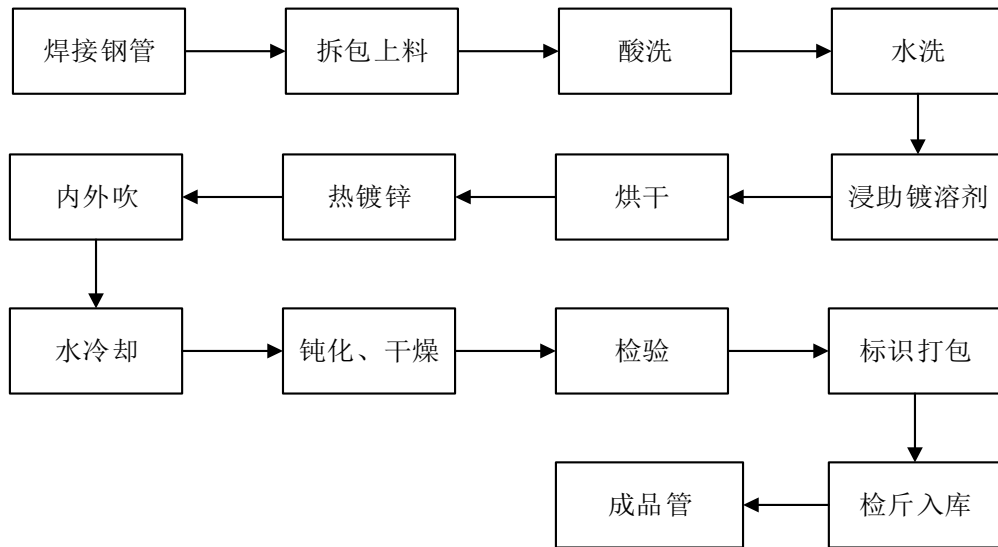 焊接钢管
拆包上料
酸洗
水洗
浸助镀溶剂
烘干
热镀锌
内外吹
水冷却
钝化、干燥
检验
标识打包
检斤入库
成品管